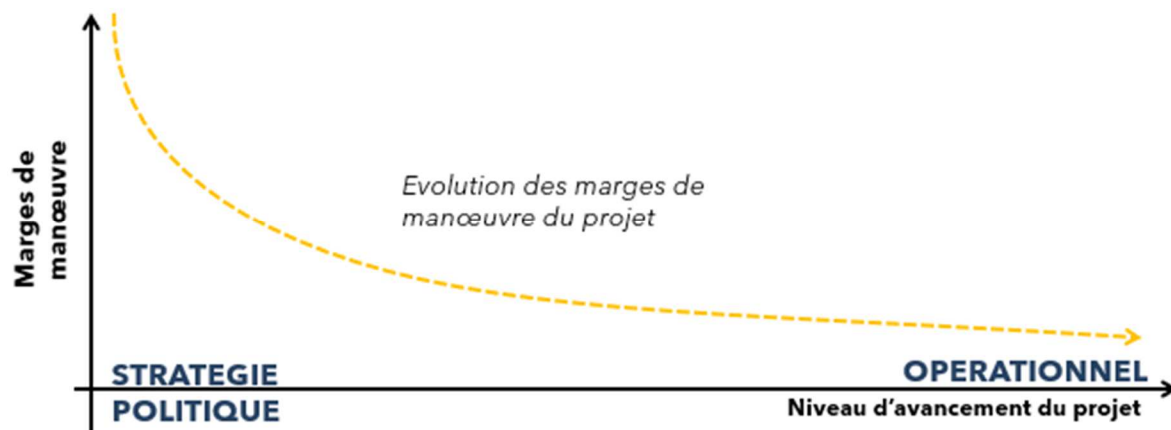 Marges de
manœuvre
Evolution des marges de
manœuvre du projet
STRATEGIE
POLITIQUE
OPERATIONNEL
Niveau d’avancement du projet